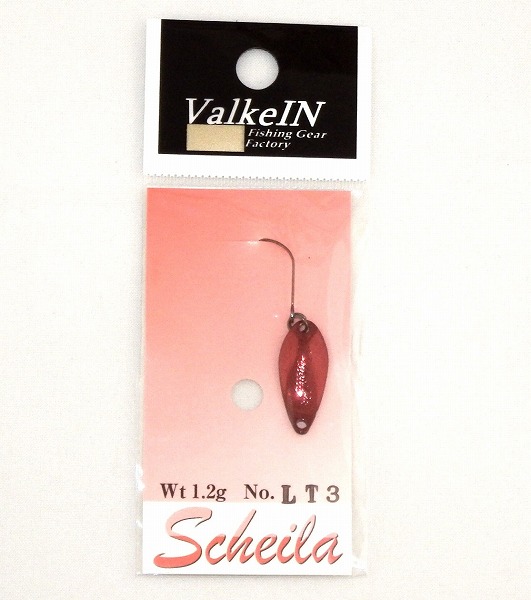 ValkeIN
Fishing Gear
Factory
Wt 1.2g No. LT3
Scheila